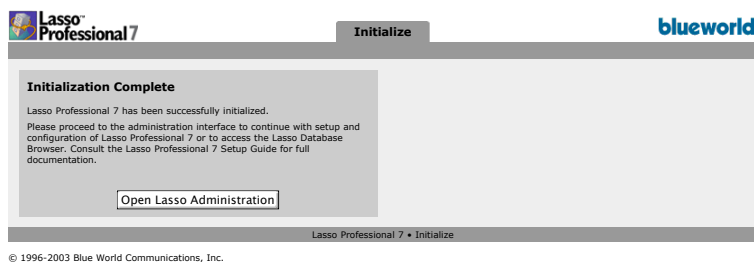 Lasso™
Professional 7
Initialize
blueworld
Initialization Complete
Lasso Professional 7 has been successfully initialized.
Please proceed to the administration interface to continue with setup and
configuration of Lasso Professional 7 or to access the Lasso Database
Browser. Consult the Lasso Professional 7 Setup Guide for full
documentation.
Open Lasso Administration
Lasso Professional 7 • Initialize
© 1996-2003 Blue World Communications, Inc.